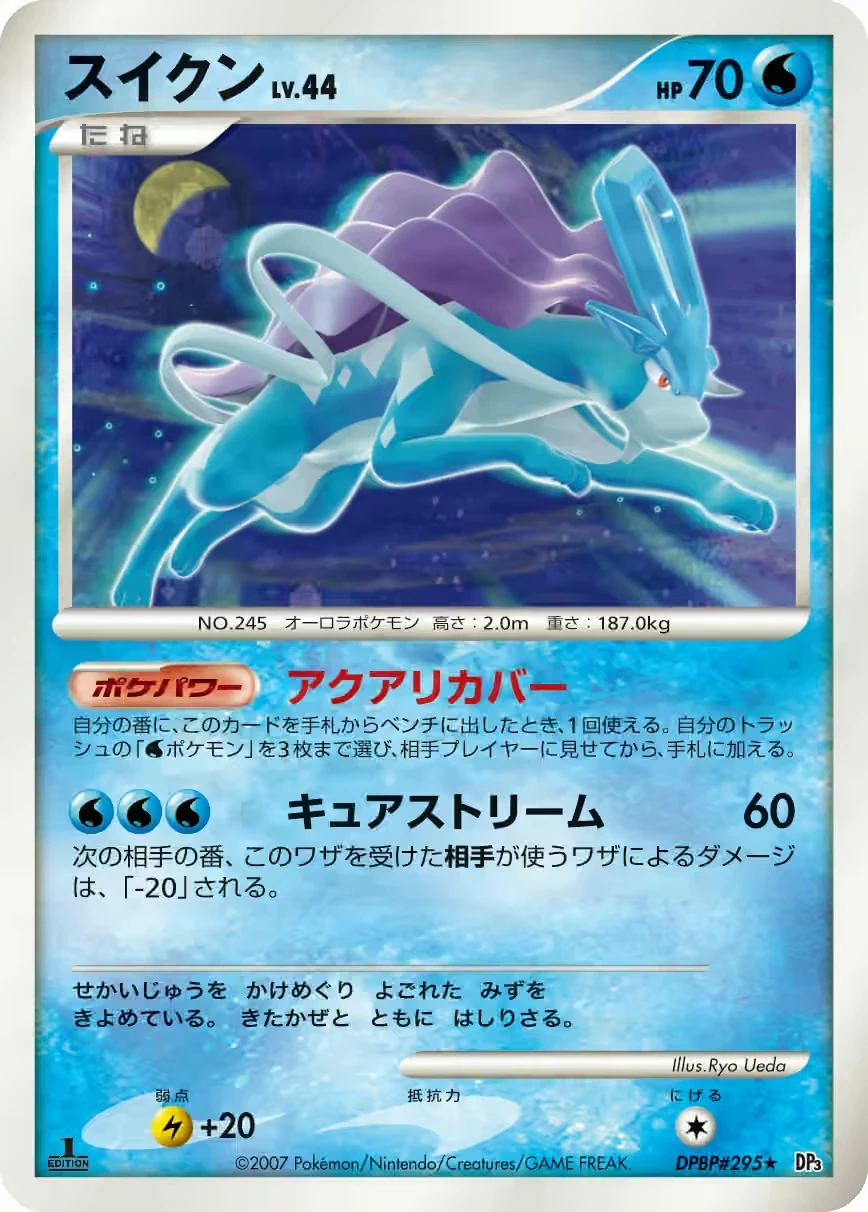 スイクン LV.44 HP 70
たね
NO.245 オーロラポケモン 高さ：2.0m 重さ：187.0kg
ポケパワー アクアリカバー
自分の番に、このカードを手札からベンチに出したとき、1回使える。自分のトラッ
シュの「ポケモン」を3枚まで選び、相手プレイヤーに見せてから、手札に加える。
キュアストリーム 60
次の相手の番、このワザを受けた相手が使うワザによるダメージ
は、「-20」される。
せかいじゅうを かけめぐり よごれた みずを
きよめている。 きたかぜと ともに はしりさる。
Illus.Ryo Ueda
弱点 抵抗力 にげる
+20
1 EDITION ©2007 Pokémon/Nintendo/Creatures/GAME FREAK. DPBP#295★ DP3